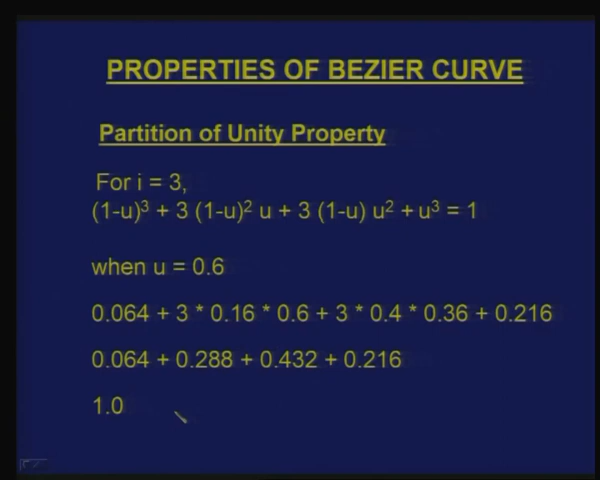 PROPERTIES OF BEZIER CURVE
Partition of Unity Property
For i = 3,
(1-u)³ + 3 (1-u)² u + 3 (1-u) u² + u³ = 1
when u = 0.6
0.064 + 3 * 0.16 * 0.6 + 3 * 0.4 * 0.36 + 0.216
0.064 + 0.288 + 0.432 + 0.216
1.0